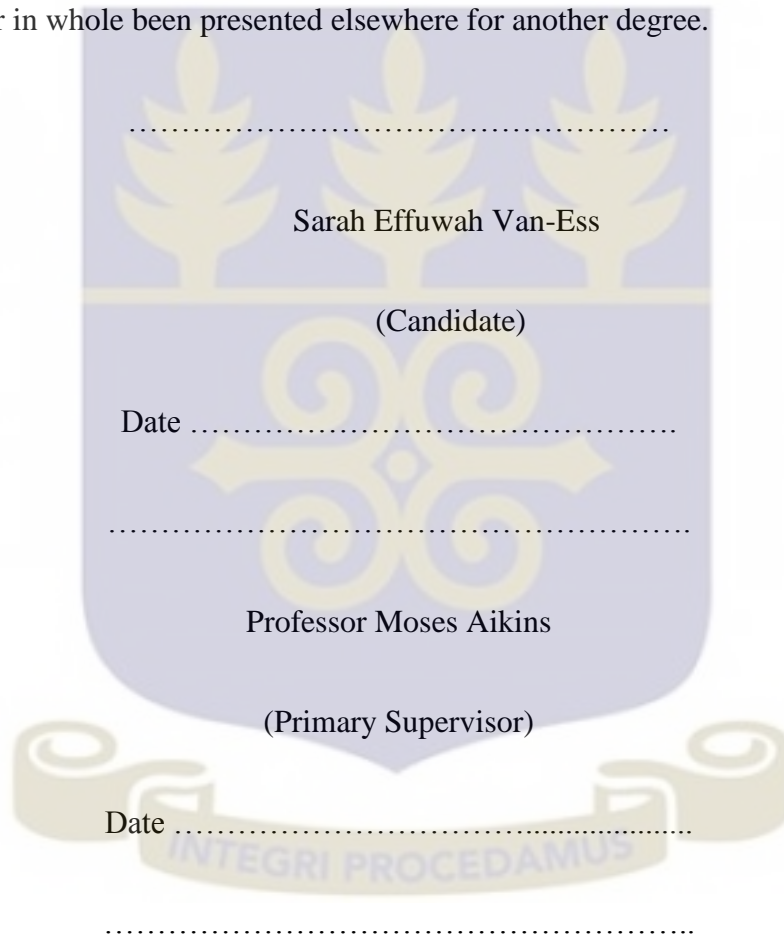 r in whole been presented elsewhere for another degree.
……………………………………………
Sarah Effuwah Van-Ess
(Candidate)
Date ……………………………………….
……………………………………………….
Professor Moses Aikins
(Primary Supervisor)
Date ……………………………....................
INTEGRI PROCEDAMUS
………………………………………………..